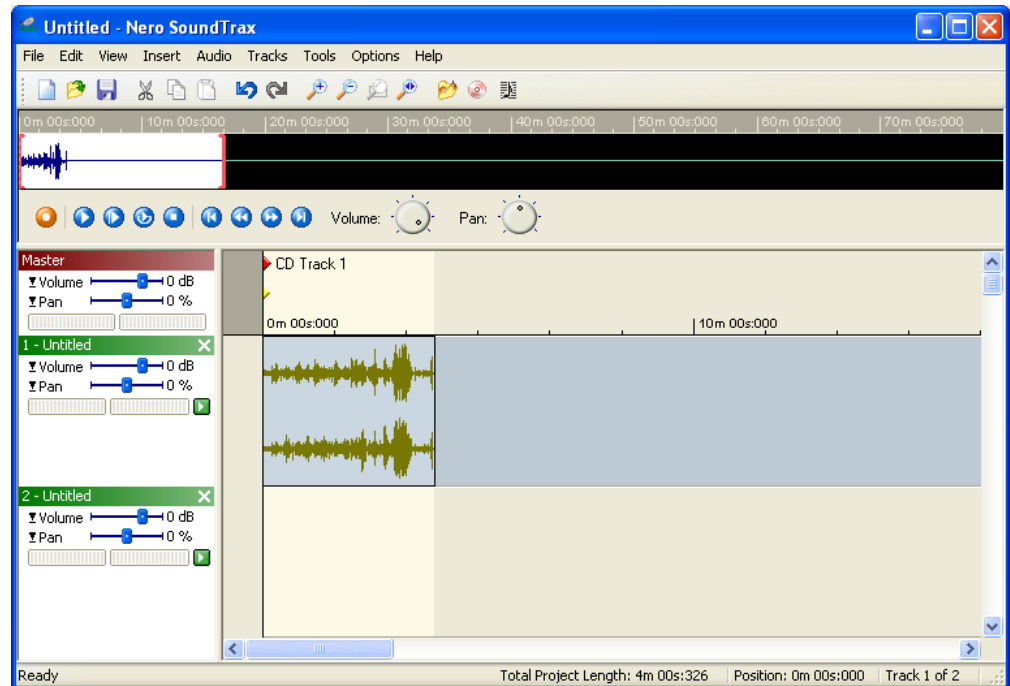 Untitled - Nero SoundTrax
File Edit View Insert Audio Tracks Tools Options Help
0m 00s:000 10m 00s:000 20m 00s:000 30m 00s:000 40m 00s:000 50m 00s:000 60m 00s:000 70m 00s:000
Volume: Pan:
Master
Volume 0 dB
Pan 0 %
CD Track 1
0m 00s:000 10m 00s:000
1 - Untitled
Volume 0 dB
Pan 0 %
2 - Untitled
Volume 0 dB
Pan 0 %
Ready Total Project Length: 4m 00s:326 Position: 0m 00s:000 Track 1 of 2